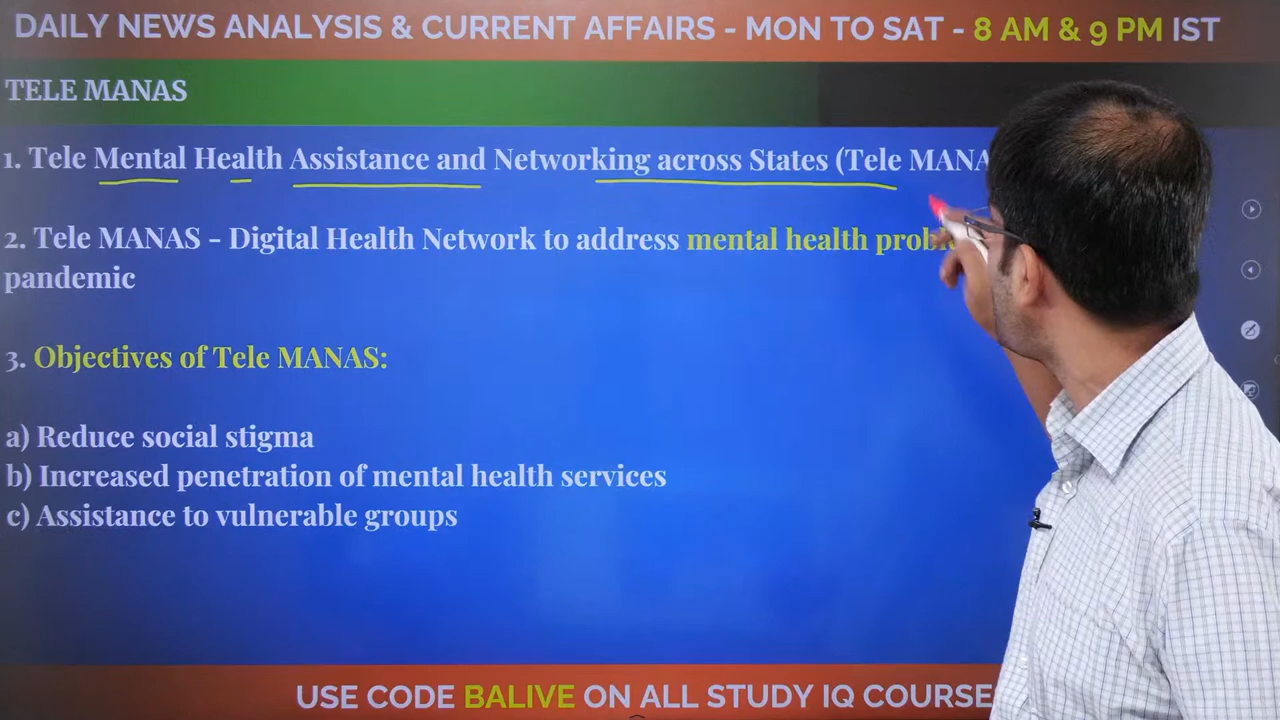 DAILY NEWS ANALYSIS & CURRENT AFFAIRS - MON TO SAT - 8 AM & 9 PM IST
TELE MANAS
1. Tele Mental Health Assistance and Networking across States (Tele MANA
2. Tele MANAS - Digital Health Network to address mental health
pandemic
3. Objectives of Tele MANAS:
a) Reduce social stigma
b) Increased penetration of mental health services
c) Assistance to vulnerable groups
USE CODE BALIVE ON ALL STUDY IQ COURSE